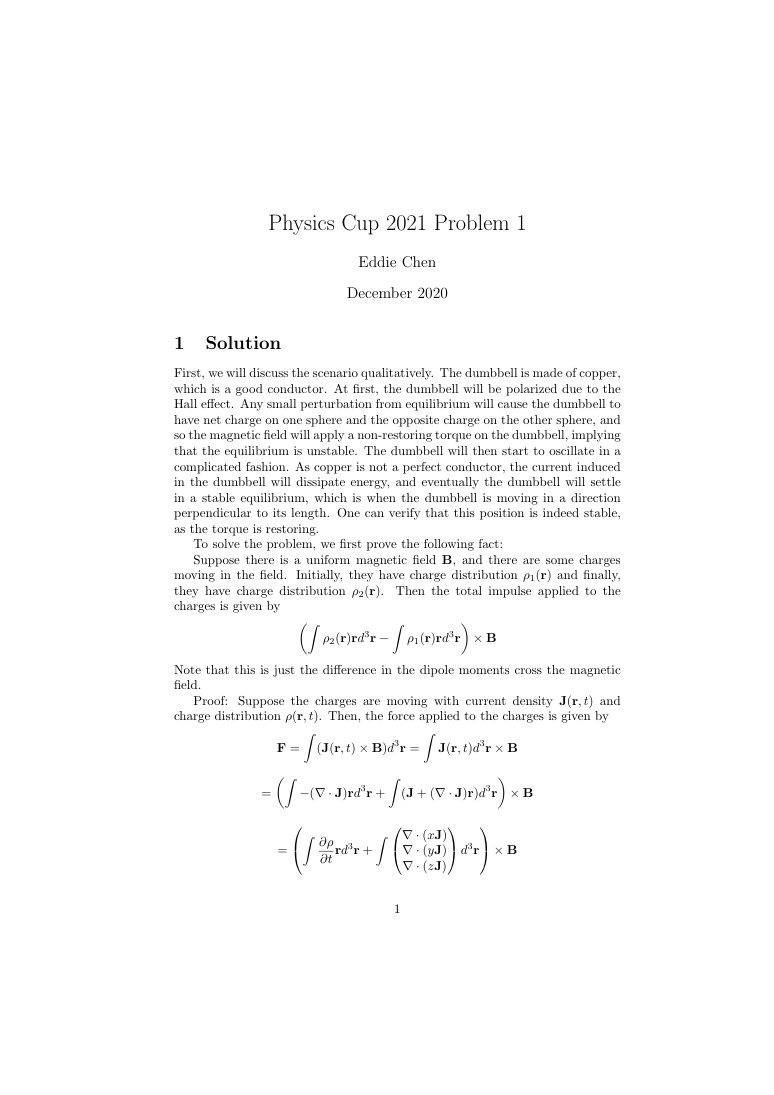 Physics Cup 2021 Problem 1
Eddie Chen
December 2020
1 Solution
First, we will discuss the scenario qualitatively. The dumbbell is made of copper,
which is a good conductor. At first, the dumbbell will be polarized due to the
Hall effect. Any small perturbation from equilibrium will cause the dumbbell to
have net charge on one sphere and the opposite charge on the other sphere, and
so the magnetic field will apply a non-restoring torque on the dumbbell, implying
that the equilibrium is unstable. The dumbbell will then start to oscillate in a
complicated fashion. As copper is not a perfect conductor, the current induced
in the dumbbell will dissipate energy, and eventually the dumbbell will settle
in a stable equilibrium, which is when the dumbbell is moving in a direction
perpendicular to its length. One can verify that this position is indeed stable,
as the torque is restoring.
To solve the problem, we first prove the following fact:
Suppose there is a uniform magnetic field B, and there are some charges
moving in the field. Initially, they have charge distribution ρ₁(r) and finally,
they have charge distribution ρ₂(r). Then the total impulse applied to the
charges is given by
(∫ ρ₂(r)rd³r − ∫ ρ₁(r)rd³r) × B
Note that this is just the difference in the dipole moments cross the magnetic
field.
Proof: Suppose the charges are moving with current density J(r, t) and
charge distribution ρ(r, t). Then, the force applied to the charges is given by
F = ∫(J(r, t) × B)d³r = ∫ J(r, t)d³r × B
= (∫ −(∇ · J)rd³r + ∫(J + (∇ · J)r)d³r) × B
= (∫ ∂ρ/∂t rd³r + ∫ (∇ · (xJ) ∇ · (yJ) ∇ · (zJ)) d³r) × B
1